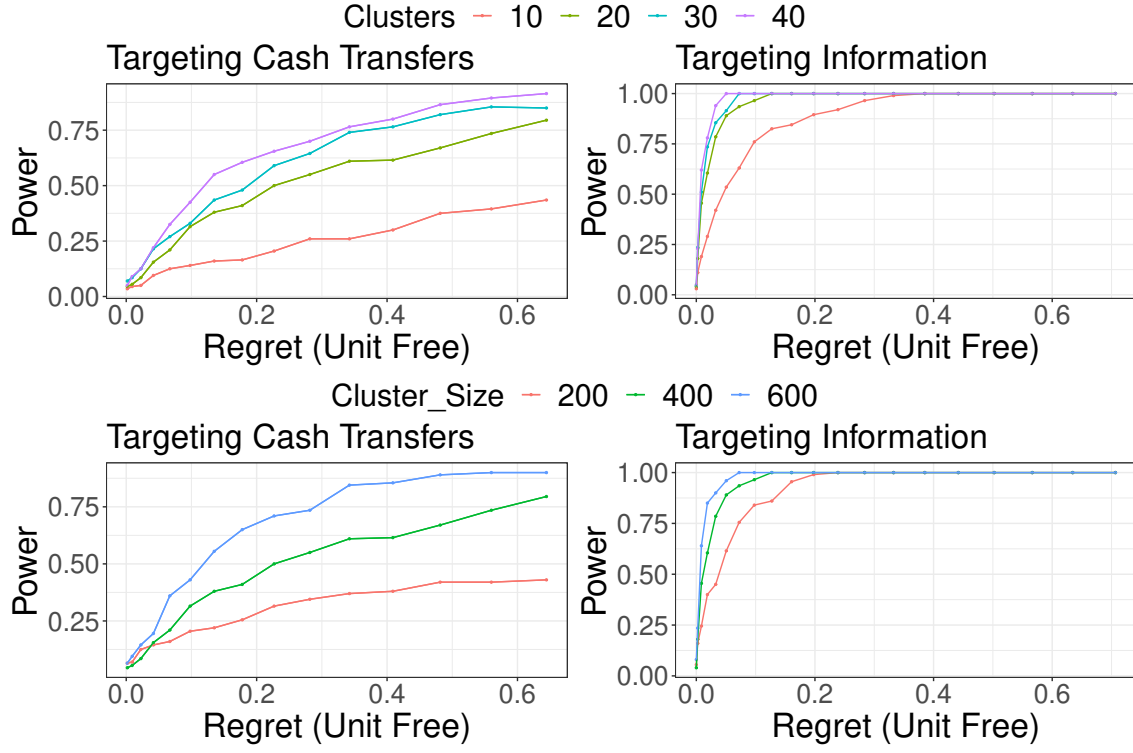 Clusters 10 20 30 40
Targeting Cash Transfers
Targeting Information
Power
0.75
0.50
0.25
0.00
0.0 0.2 0.4 0.6
Regret (Unit Free)
Power
1.00
0.75
0.50
0.25
0.00
0.0 0.2 0.4 0.6
Regret (Unit Free)
Cluster_Size 200 400 600
Targeting Cash Transfers
Targeting Information
Power
0.75
0.50
0.25
0.0 0.2 0.4 0.6
Regret (Unit Free)
Power
1.00
0.75
0.50
0.25
0.00
0.0 0.2 0.4 0.6
Regret (Unit Free)